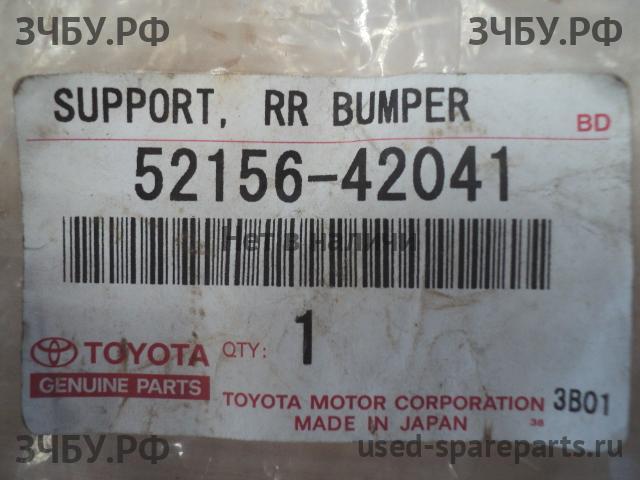 ЗЧБУ.РФ ЗЧБУ.РФ
SUPPORT, RR BUMPER
BD
52156-42041
Нет в наличии
TOYOTA QTY: 1
GENUINE PARTS
TOYOTA MOTOR CORPORATION 3B01
MADE IN JAPAN 38
ЗЧБУ.РФ used-spareparts.ru